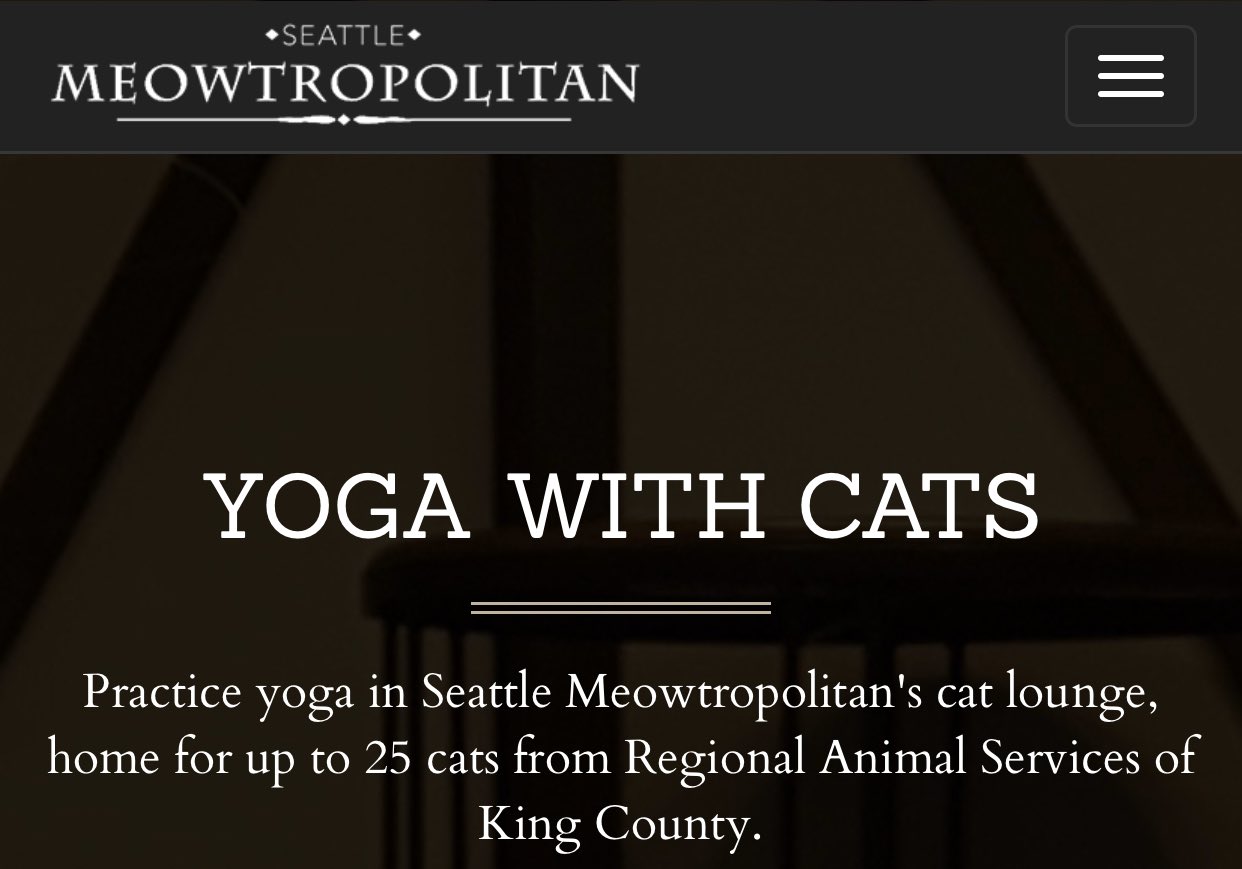 SEATTLE
MEOWTROPOLITAN
YOGA WITH CATS
Practice yoga in Seattle Meowtropolitan's cat lounge,
home for up to 25 cats from Regional Animal Services of
King County.